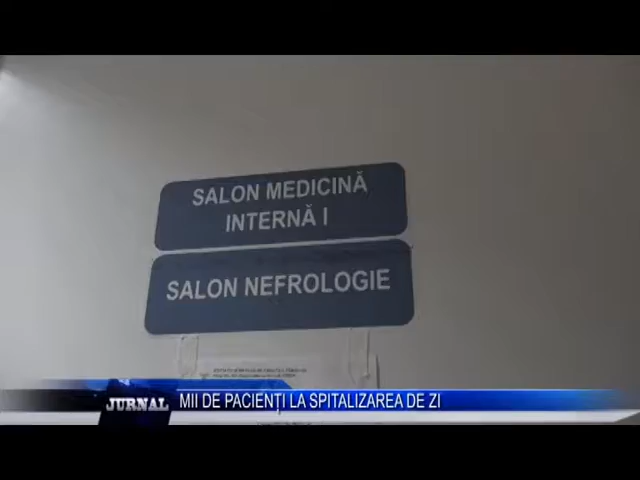 SALON MEDICINĂ
INTERNĂ I
SALON NEFROLOGIE
JURNAL
MII DE PACIENȚI LA SPITALIZAREA DE ZI